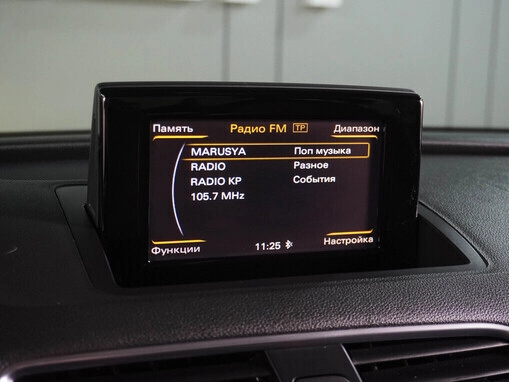 Память Радио FM TP Диапазон
MARUSYA Поп музыка
RADIO Разное
RADIO KP События
105.7 MHz
Функции 11:25 Настройка